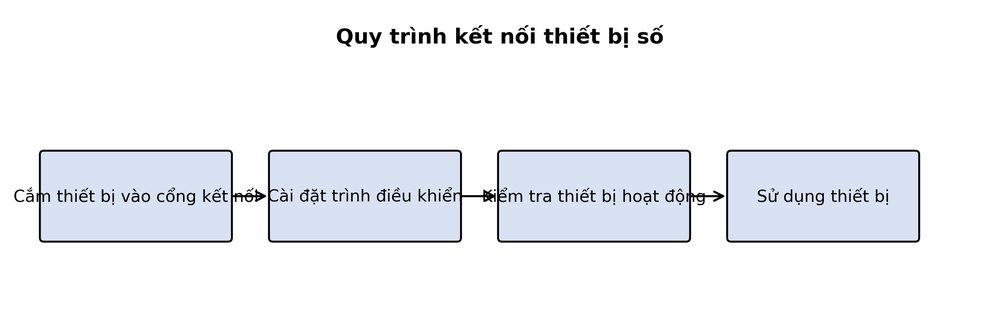 Quy trình kết nối thiết bị số
Cắm thiết bị vào cổng kết nối
Cài đặt trình điều khiển
Kiểm tra thiết bị hoạt động
Sử dụng thiết bị